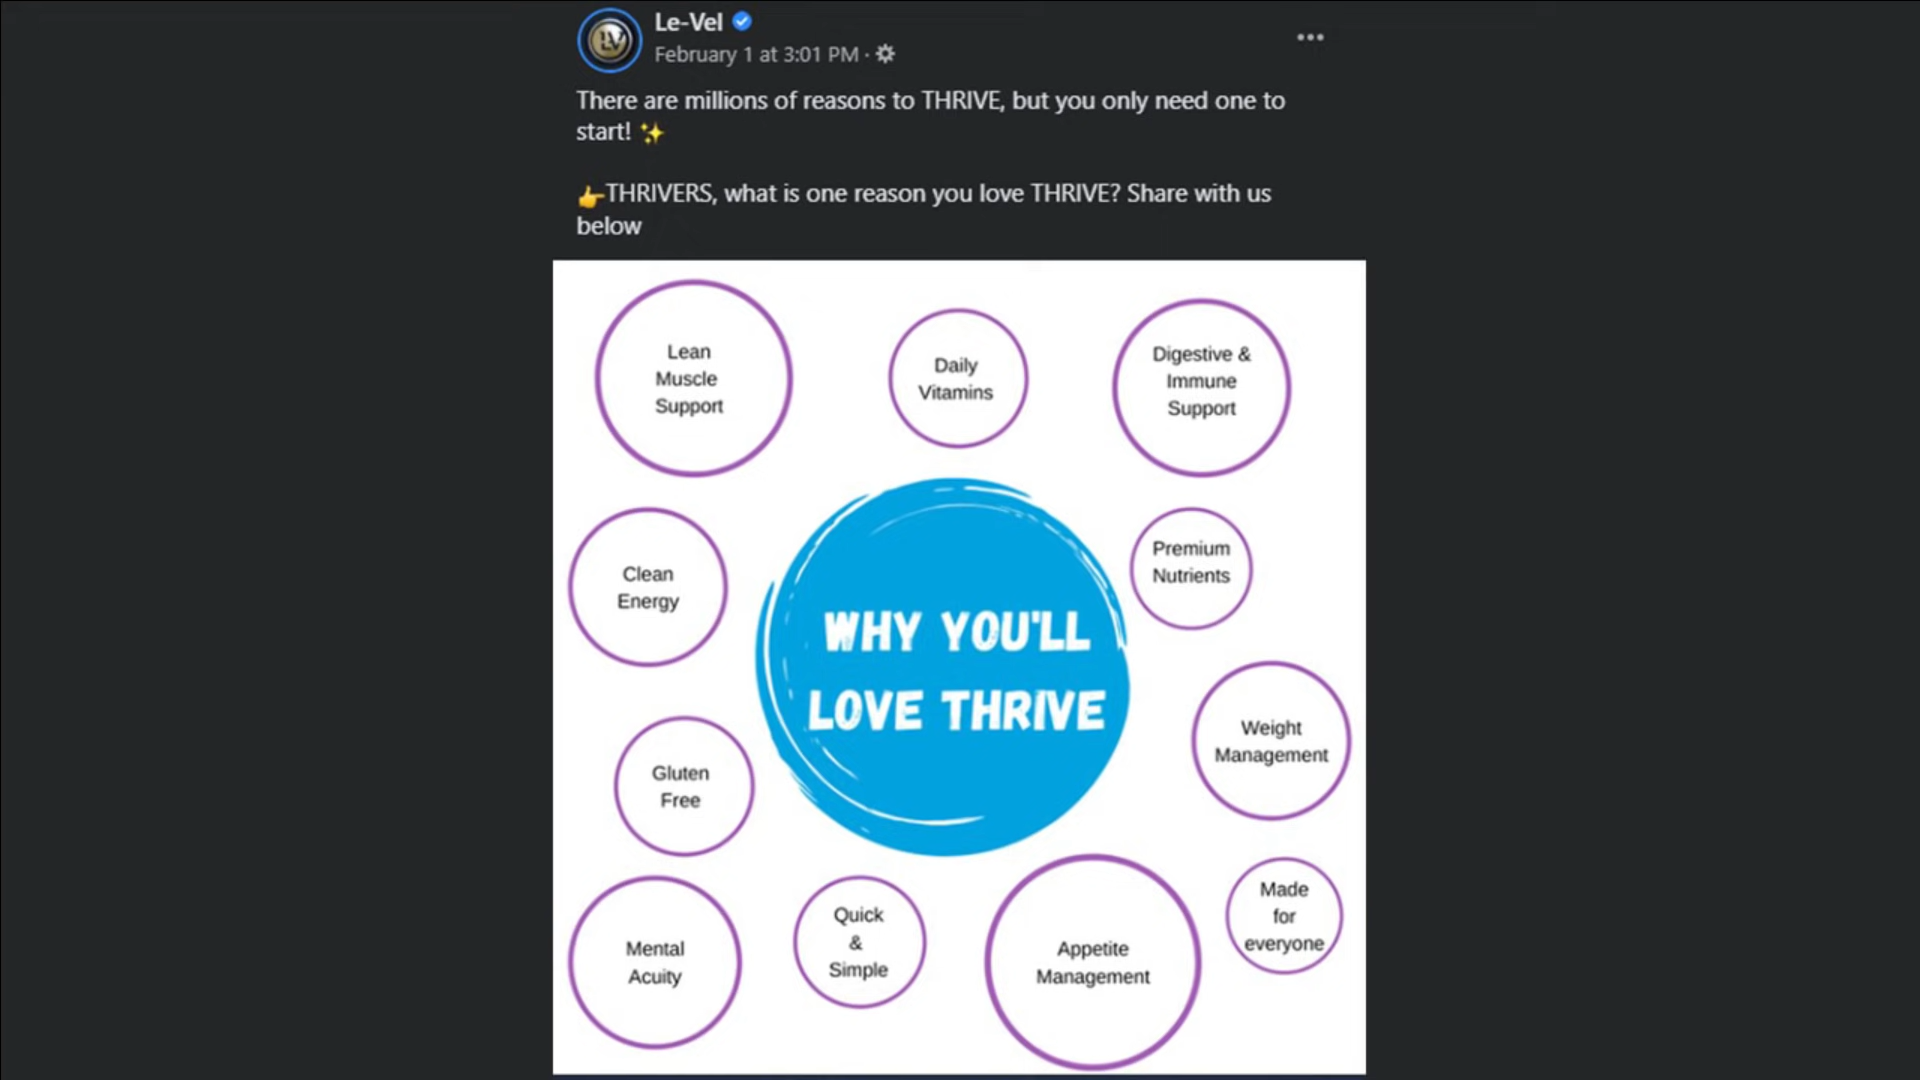 Le-Vel
February 1 at 3:01 PM ·
There are millions of reasons to THRIVE, but you only need one to
start! ✨
👉THRIVERS, what is one reason you love THRIVE? Share with us
below
Lean
Muscle
Support
Daily
Vitamins
Digestive &
Immune
Support
Clean
Energy
Premium
Nutrients
WHY YOU'LL
LOVE THRIVE
Weight
Management
Gluten
Free
Mental
Acuity
Quick
&
Simple
Appetite
Management
Made
for
everyone